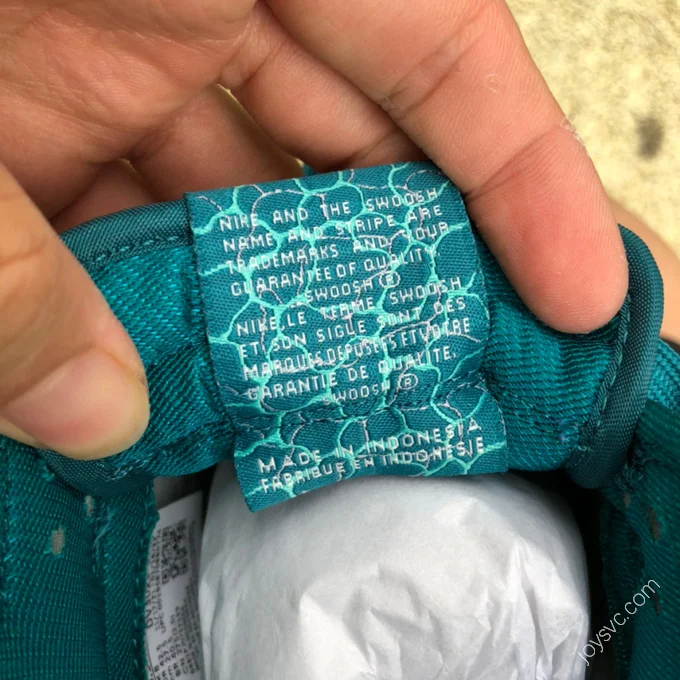 NIKE AND THE SWOOSH
NAME AND STRIPE ARE
TRADEMARKS AND YOUR
GUARANTEE OF QUALIT
SWOOSH ®
NIKE,LE TERME SWOOSH
ET SON SIGLE SONT DES
MARQUES DEPOSEES ET VOTRE
GARANTIE DE QUALITE.
SWOOSH ®
MADE IN INDONESIA
FABRIQUE EN INDONESIE
joysvc.com